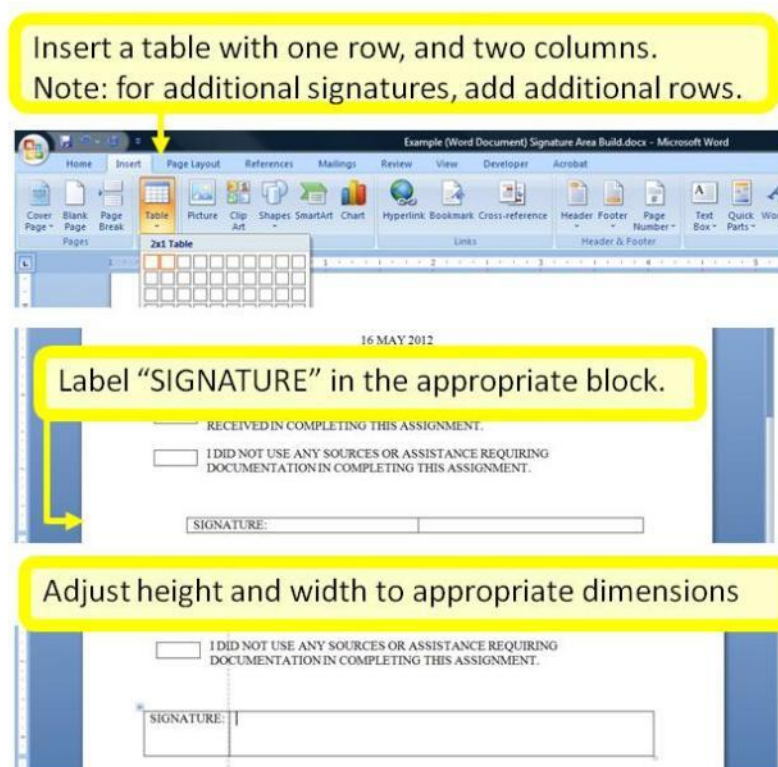 Insert a table with one row, and two columns.
Note: for additional signatures, add additional rows.
Example (Word Document) Signature Area Build.docx - Microsoft Word
Home Insert Page Layout References Mailings Review View Developer Acrobat
Cover Page Blank Page Page Break Table Picture Clip Art Shapes SmartArt Chart Hyperlink Bookmark Cross-reference Header Footer Page Number Text Box Quick Parts
Pages Links Header & Footer
2x1 Table
16 MAY 2012
Label “SIGNATURE” in the appropriate block.
RECEIVED IN COMPLETING THIS ASSIGNMENT.
I DID NOT USE ANY SOURCES OR ASSISTANCE REQUIRING
DOCUMENTATION IN COMPLETING THIS ASSIGNMENT.
SIGNATURE:
Adjust height and width to appropriate dimensions
I DID NOT USE ANY SOURCES OR ASSISTANCE REQUIRING
DOCUMENTATION IN COMPLETING THIS ASSIGNMENT.
SIGNATURE: